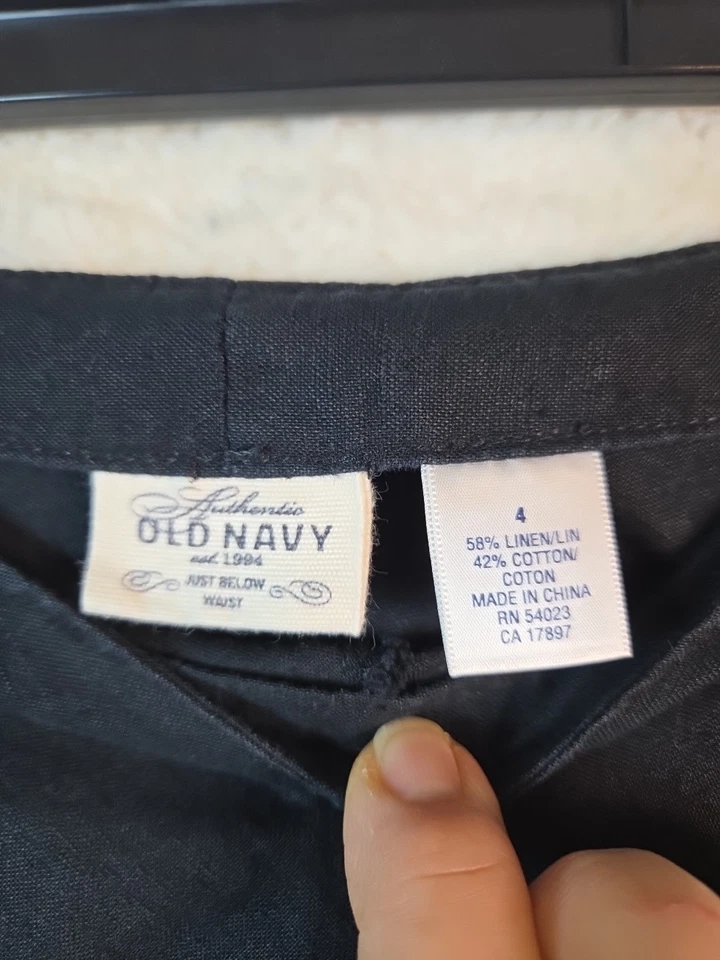 Authentic
OLD NAVY
est. 1994
JUST BELOW
WAIST
4
58% LINEN/LIN
42% COTTON/
COTON
MADE IN CHINA
RN 54023
CA 17897